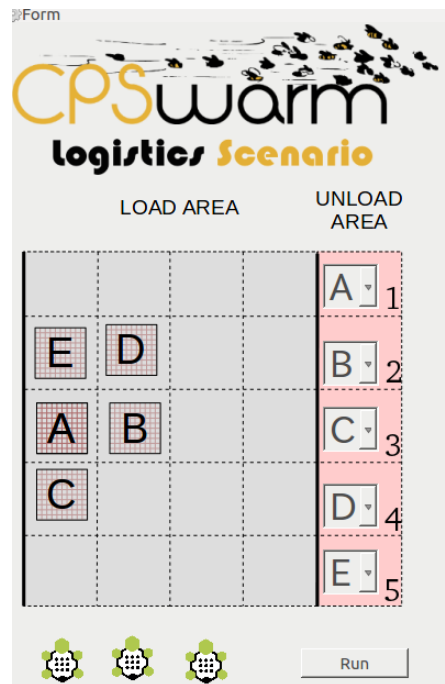 Form
CPSwarm
Logistics Scenario
LOAD AREA
UNLOAD
AREA
A 1
E D
B 2
A B
C 3
C
D 4
E 5
Run